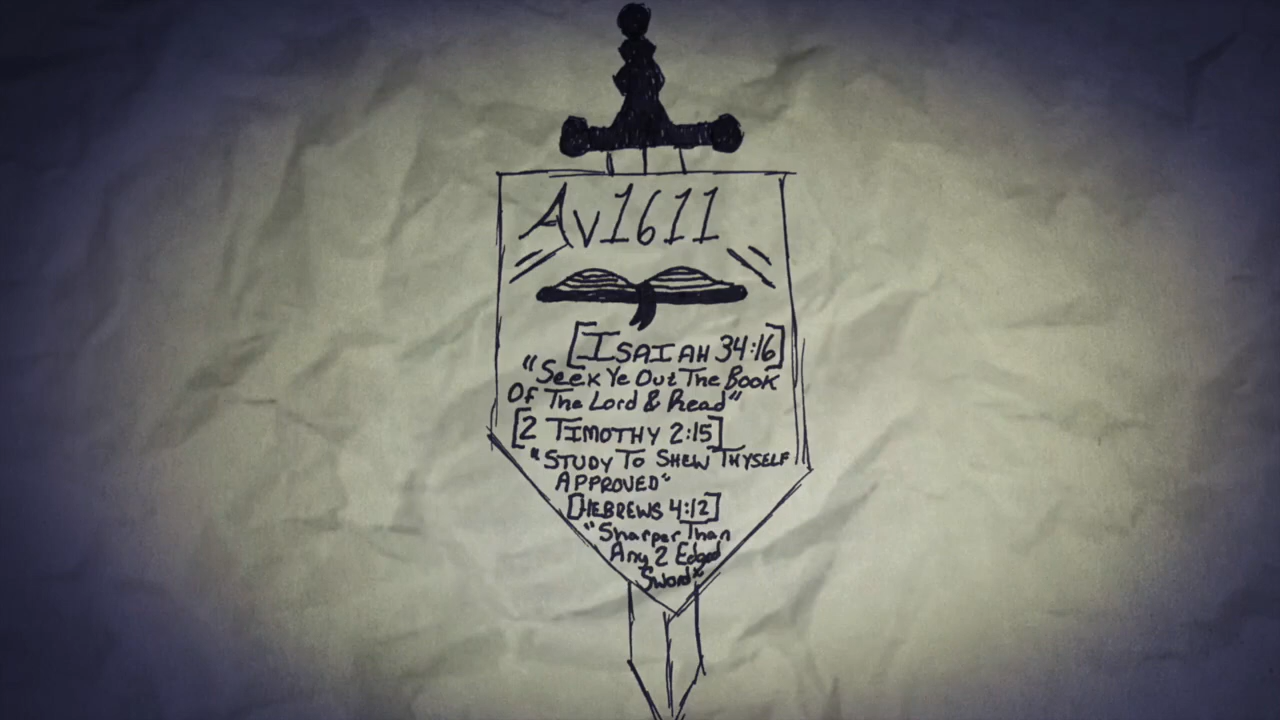 Av1611
[ISAIAH 34:16]
"Seek Ye Out The Book
Of The Lord & Read"
[2 TIMOTHY 2:15]
"STUDY TO SHEW THYSELF
APPROVED"
[HEBREWS 4:12]
"Sharper Than
Any 2 Edged
Sword"